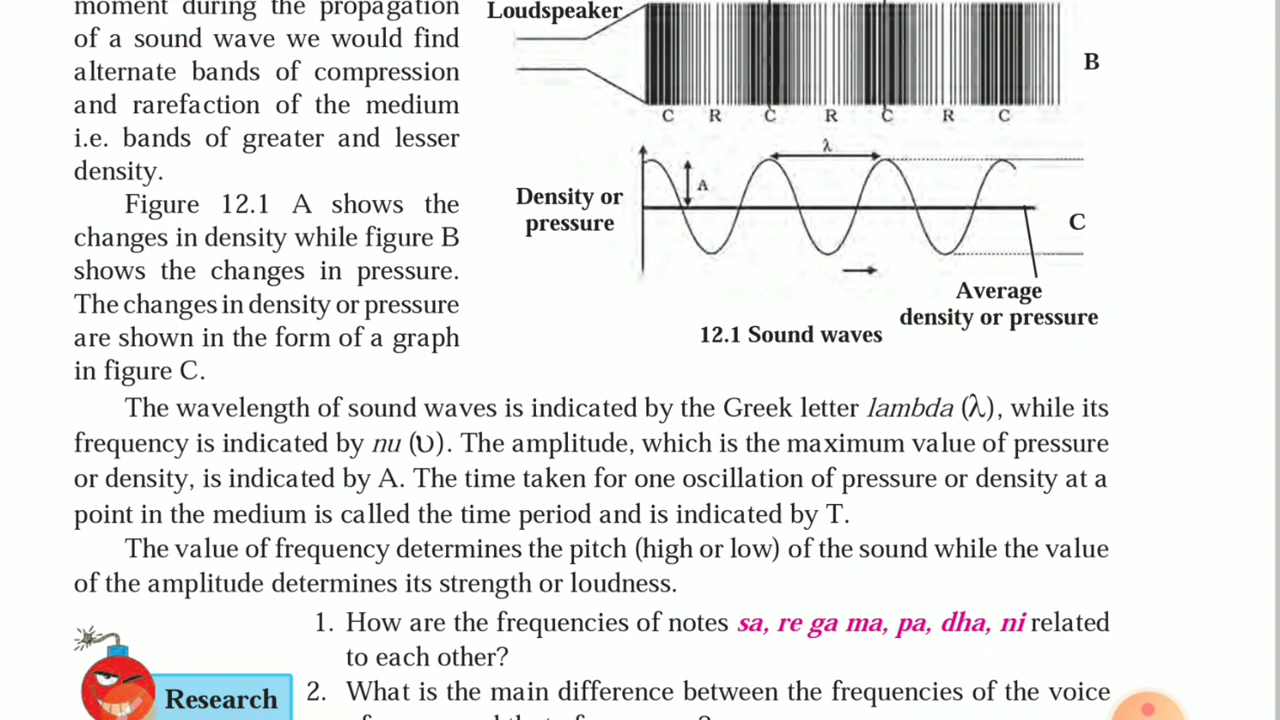 moment during the propagation
of a sound wave we would find
alternate bands of compression
and rarefaction of the medium
i.e. bands of greater and lesser
density.
Figure 12.1 A shows the
changes in density while figure B
shows the changes in pressure.
The changes in density or pressure
are shown in the form of a graph
in figure C.
Loudspeaker
B
C R C R C R C
λ
A
Density or
pressure
C
Average
density or pressure
12.1 Sound waves
The wavelength of sound waves is indicated by the Greek letter lambda (λ), while its
frequency is indicated by nu (υ). The amplitude, which is the maximum value of pressure
or density, is indicated by A. The time taken for one oscillation of pressure or density at a
point in the medium is called the time period and is indicated by T.
The value of frequency determines the pitch (high or low) of the sound while the value
of the amplitude determines its strength or loudness.
1. How are the frequencies of notes sa, re ga ma, pa, dha, ni related
to each other?
Research
2. What is the main difference between the frequencies of the voice